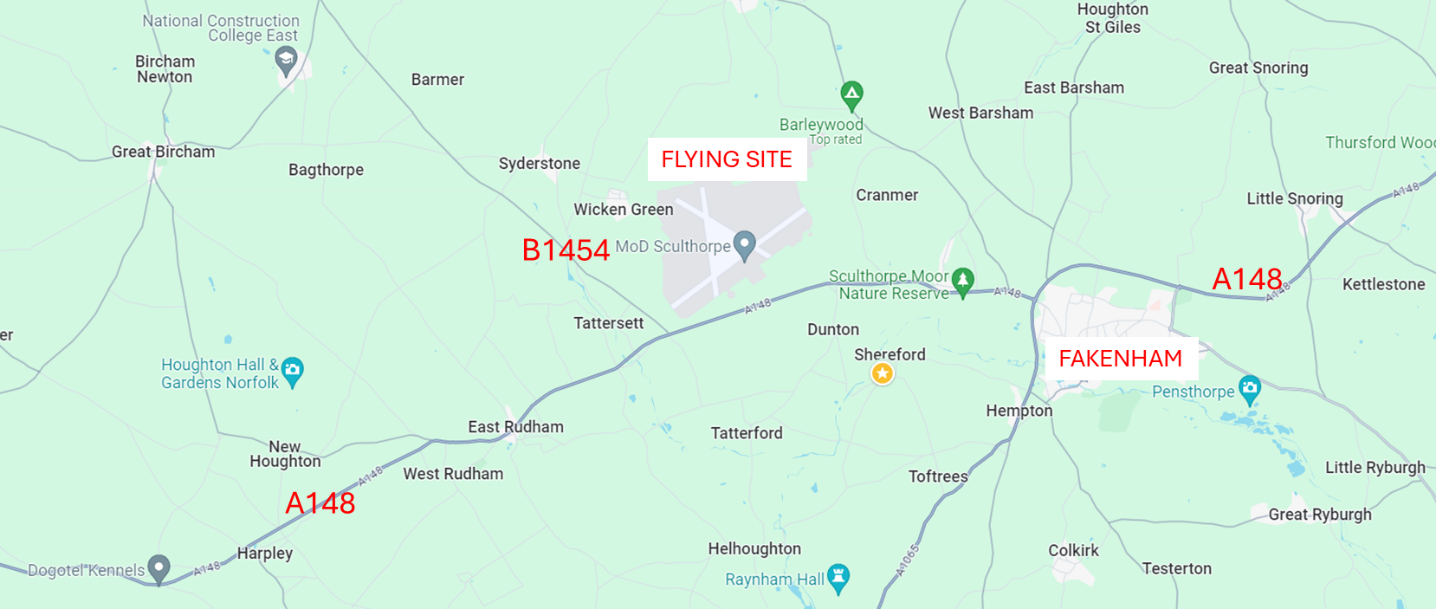 National Construction
College East
Houghton
St Giles
Bircham
Newton
Barmer
Great Snoring
East Barsham
West Barsham
Barleywood
Top rated
Thursford Wood
Great Bircham
Bagthorpe
Syderstone
FLYING SITE
Cranmer
Little Snoring
A148
Wicken Green
B1454
MoD Sculthorpe
Sculthorpe Moor
Nature Reserve
A148
A148
A148
A148
Kettlestone
Tattersett
Dunton
er
Shereford
FAKENHAM
Houghton Hall &
Gardens Norfolk
Pensthorpe
Hempton
East Rudham
Tatterford
New
Houghton
West Rudham
Toftrees
Little Ryburgh
A148
A148
Great Ryburgh
Harpley
Helhoughton
Colkirk
A1065
Testerton
Dogotel Kennels
A148
Raynham Hall